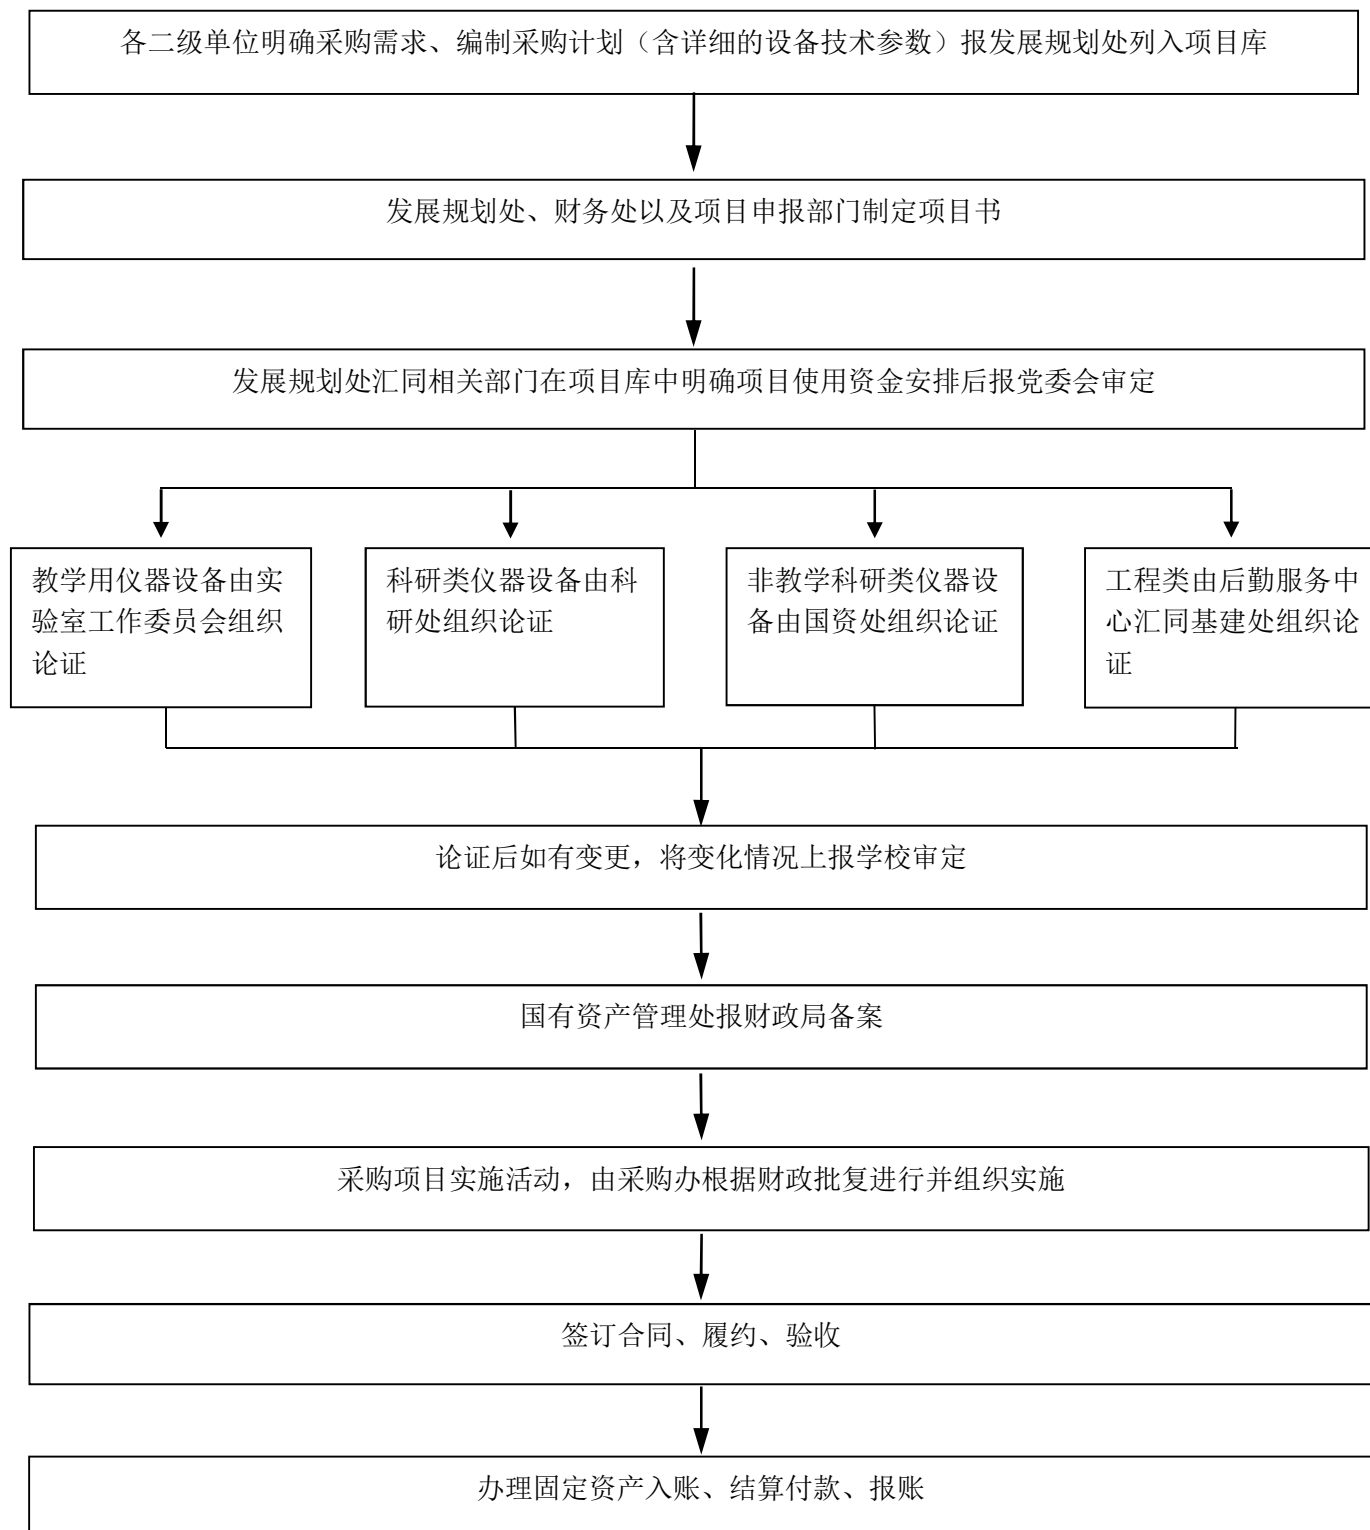 各二级单位明确采购需求、编制采购计划（含详细的设备技术参数）报发展规划处列入项目库
发展规划处、财务处以及项目申报部门制定项目书
发展规划处汇同相关部门在项目库中明确项目使用资金安排后报党委会审定
教学用仪器设备由实
验室工作委员会组织
论证
科研类仪器设备由科
研处组织论证
非教学科研类仪器设
备由国资处组织论证
工程类由后勤服务中
心汇同基建处组织论
证
论证后如有变更，将变化情况上报学校审定
国有资产管理处报财政局备案
采购项目实施活动，由采购办根据财政批复进行并组织实施
签订合同、履约、验收
办理固定资产入账、结算付款、报账